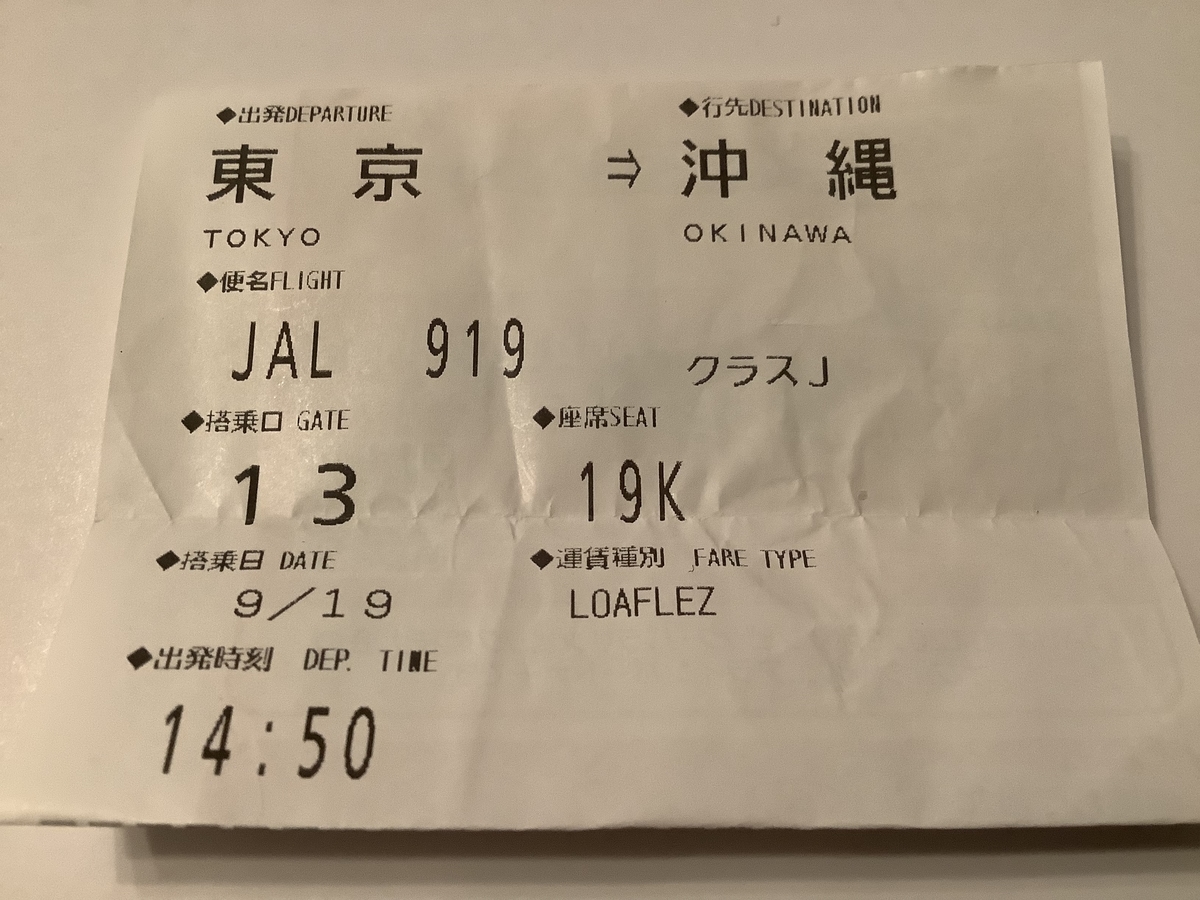 ◆出発DEPARTURE ◆行先DESTINATION
東京 ⇒ 沖縄
TOKYO OKINAWA
◆便名FLIGHT
JAL 919 クラスJ
◆搭乗口 GATE ◆座席SEAT
13 19K
◆搭乗日 DATE ◆運賃種別 FARE TYPE
9/19 LOAFLEZ
◆出発時刻 DEP. TIME
14:50